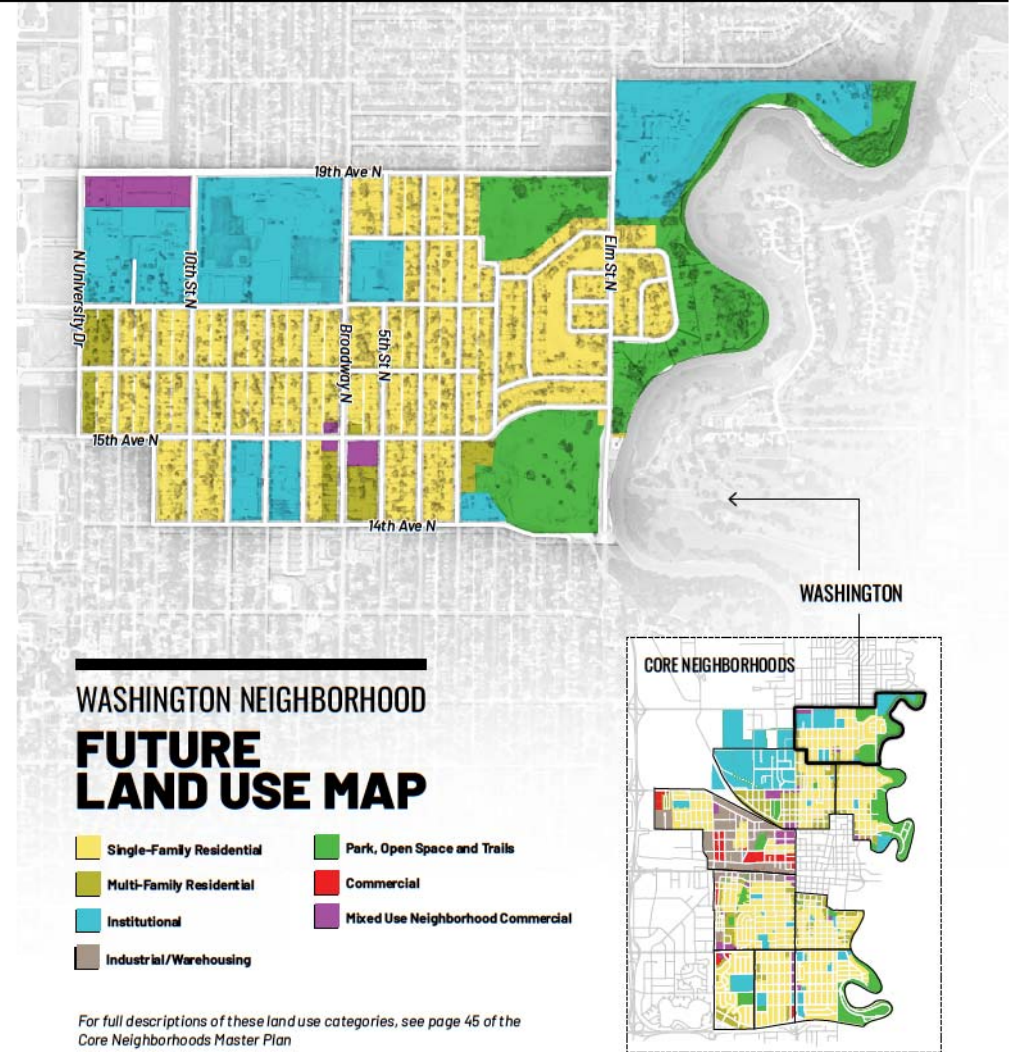 19th Ave N
N University Dr
10th St N
Elm St N
Broadway N
5th St N
15th Ave N
14th Ave N
WASHINGTON
CORE NEIGHBORHOODS
WASHINGTON NEIGHBORHOOD
FUTURE
LAND USE MAP
Single-Family Residential
Multi-Family Residential
Institutional
Industrial/Warehousing
Park, Open Space and Trails
Commercial
Mixed Use Neighborhood Commercial
For full descriptions of these land use categories, see page 45 of the
Core Neighborhoods Master Plan